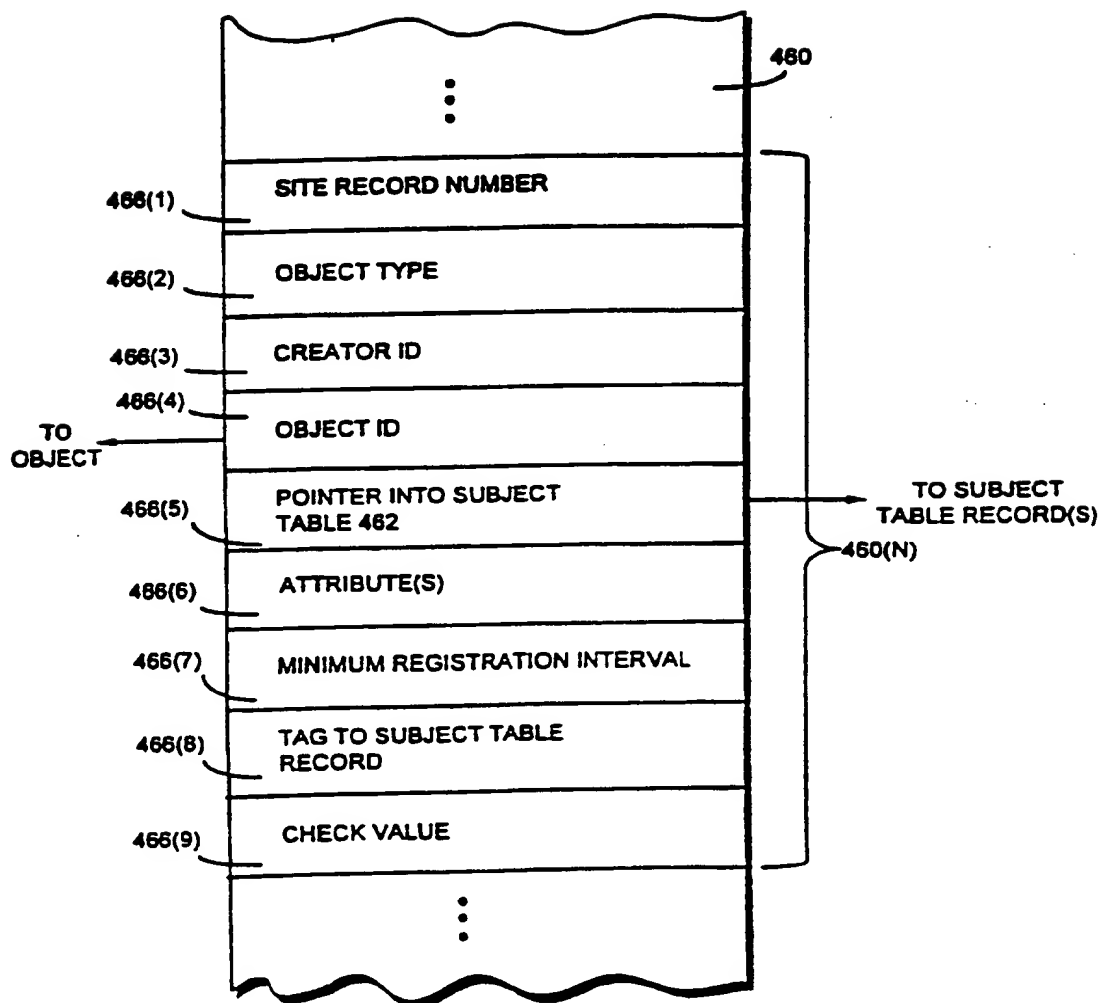 460
466(1)
SITE RECORD NUMBER
466(2)
OBJECT TYPE
466(3)
CREATOR ID
466(4)
TO
OBJECT
OBJECT ID
466(5)
POINTER INTO SUBJECT
TABLE 462
TO SUBJECT
TABLE RECORD(S)
460(N)
466(6)
ATTRIBUTE(S)
466(7)
MINIMUM REGISTRATION INTERVAL
466(8)
TAG TO SUBJECT TABLE
RECORD
466(9)
CHECK VALUE